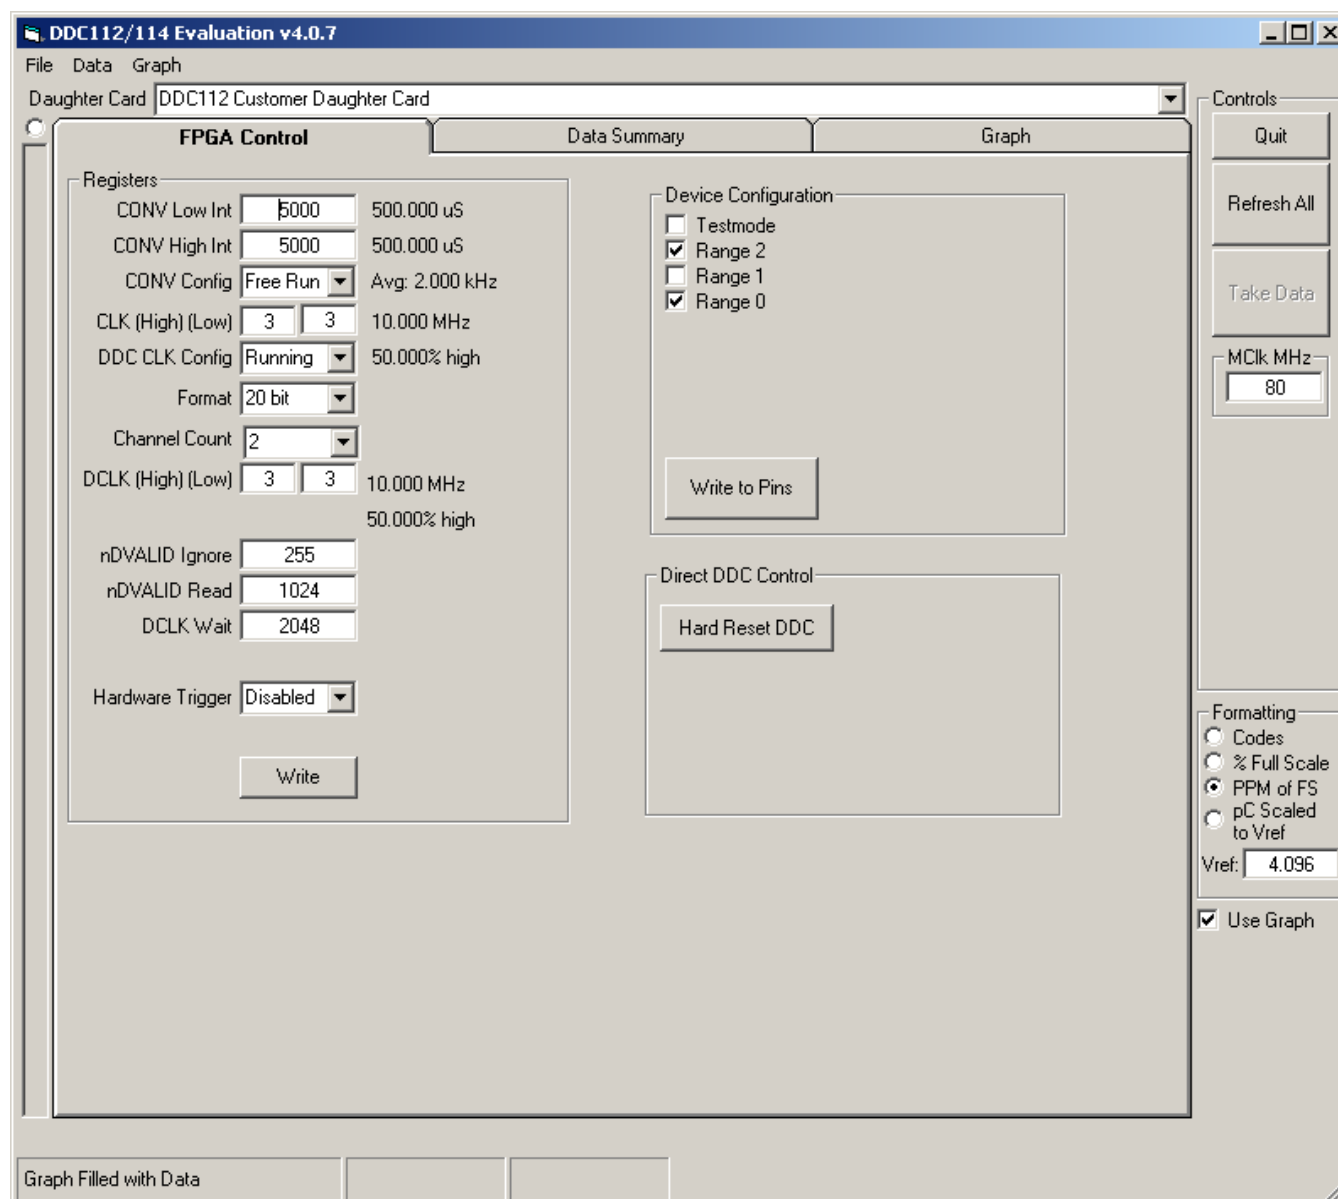 DDC112/114 Evaluation v4.0.7
File Data Graph
Daughter Card DDC112 Customer Daughter Card
FPGA Control Data Summary Graph
Registers
CONV Low Int 5000 500.000 uS
CONV High Int 5000 500.000 uS
CONV Config Free Run Avg: 2.000 kHz
CLK (High) (Low) 3 3 10.000 MHz
DDC CLK Config Running 50.000% high
Format 20 bit
Channel Count 2
DCLK (High) (Low) 3 3 10.000 MHz
50.000% high
nDVALID Ignore 255
nDVALID Read 1024
DCLK Wait 2048
Hardware Trigger Disabled
Write
Device Configuration
Testmode
Range 2
Range 1
Range 0
Write to Pins
Direct DDC Control
Hard Reset DDC
Controls
Quit
Refresh All
Take Data
MClk MHz
80
Formatting
Codes
% Full Scale
PPM of FS
pC Scaled
to Vref
Vref: 4.096
Use Graph
Graph Filled with Data